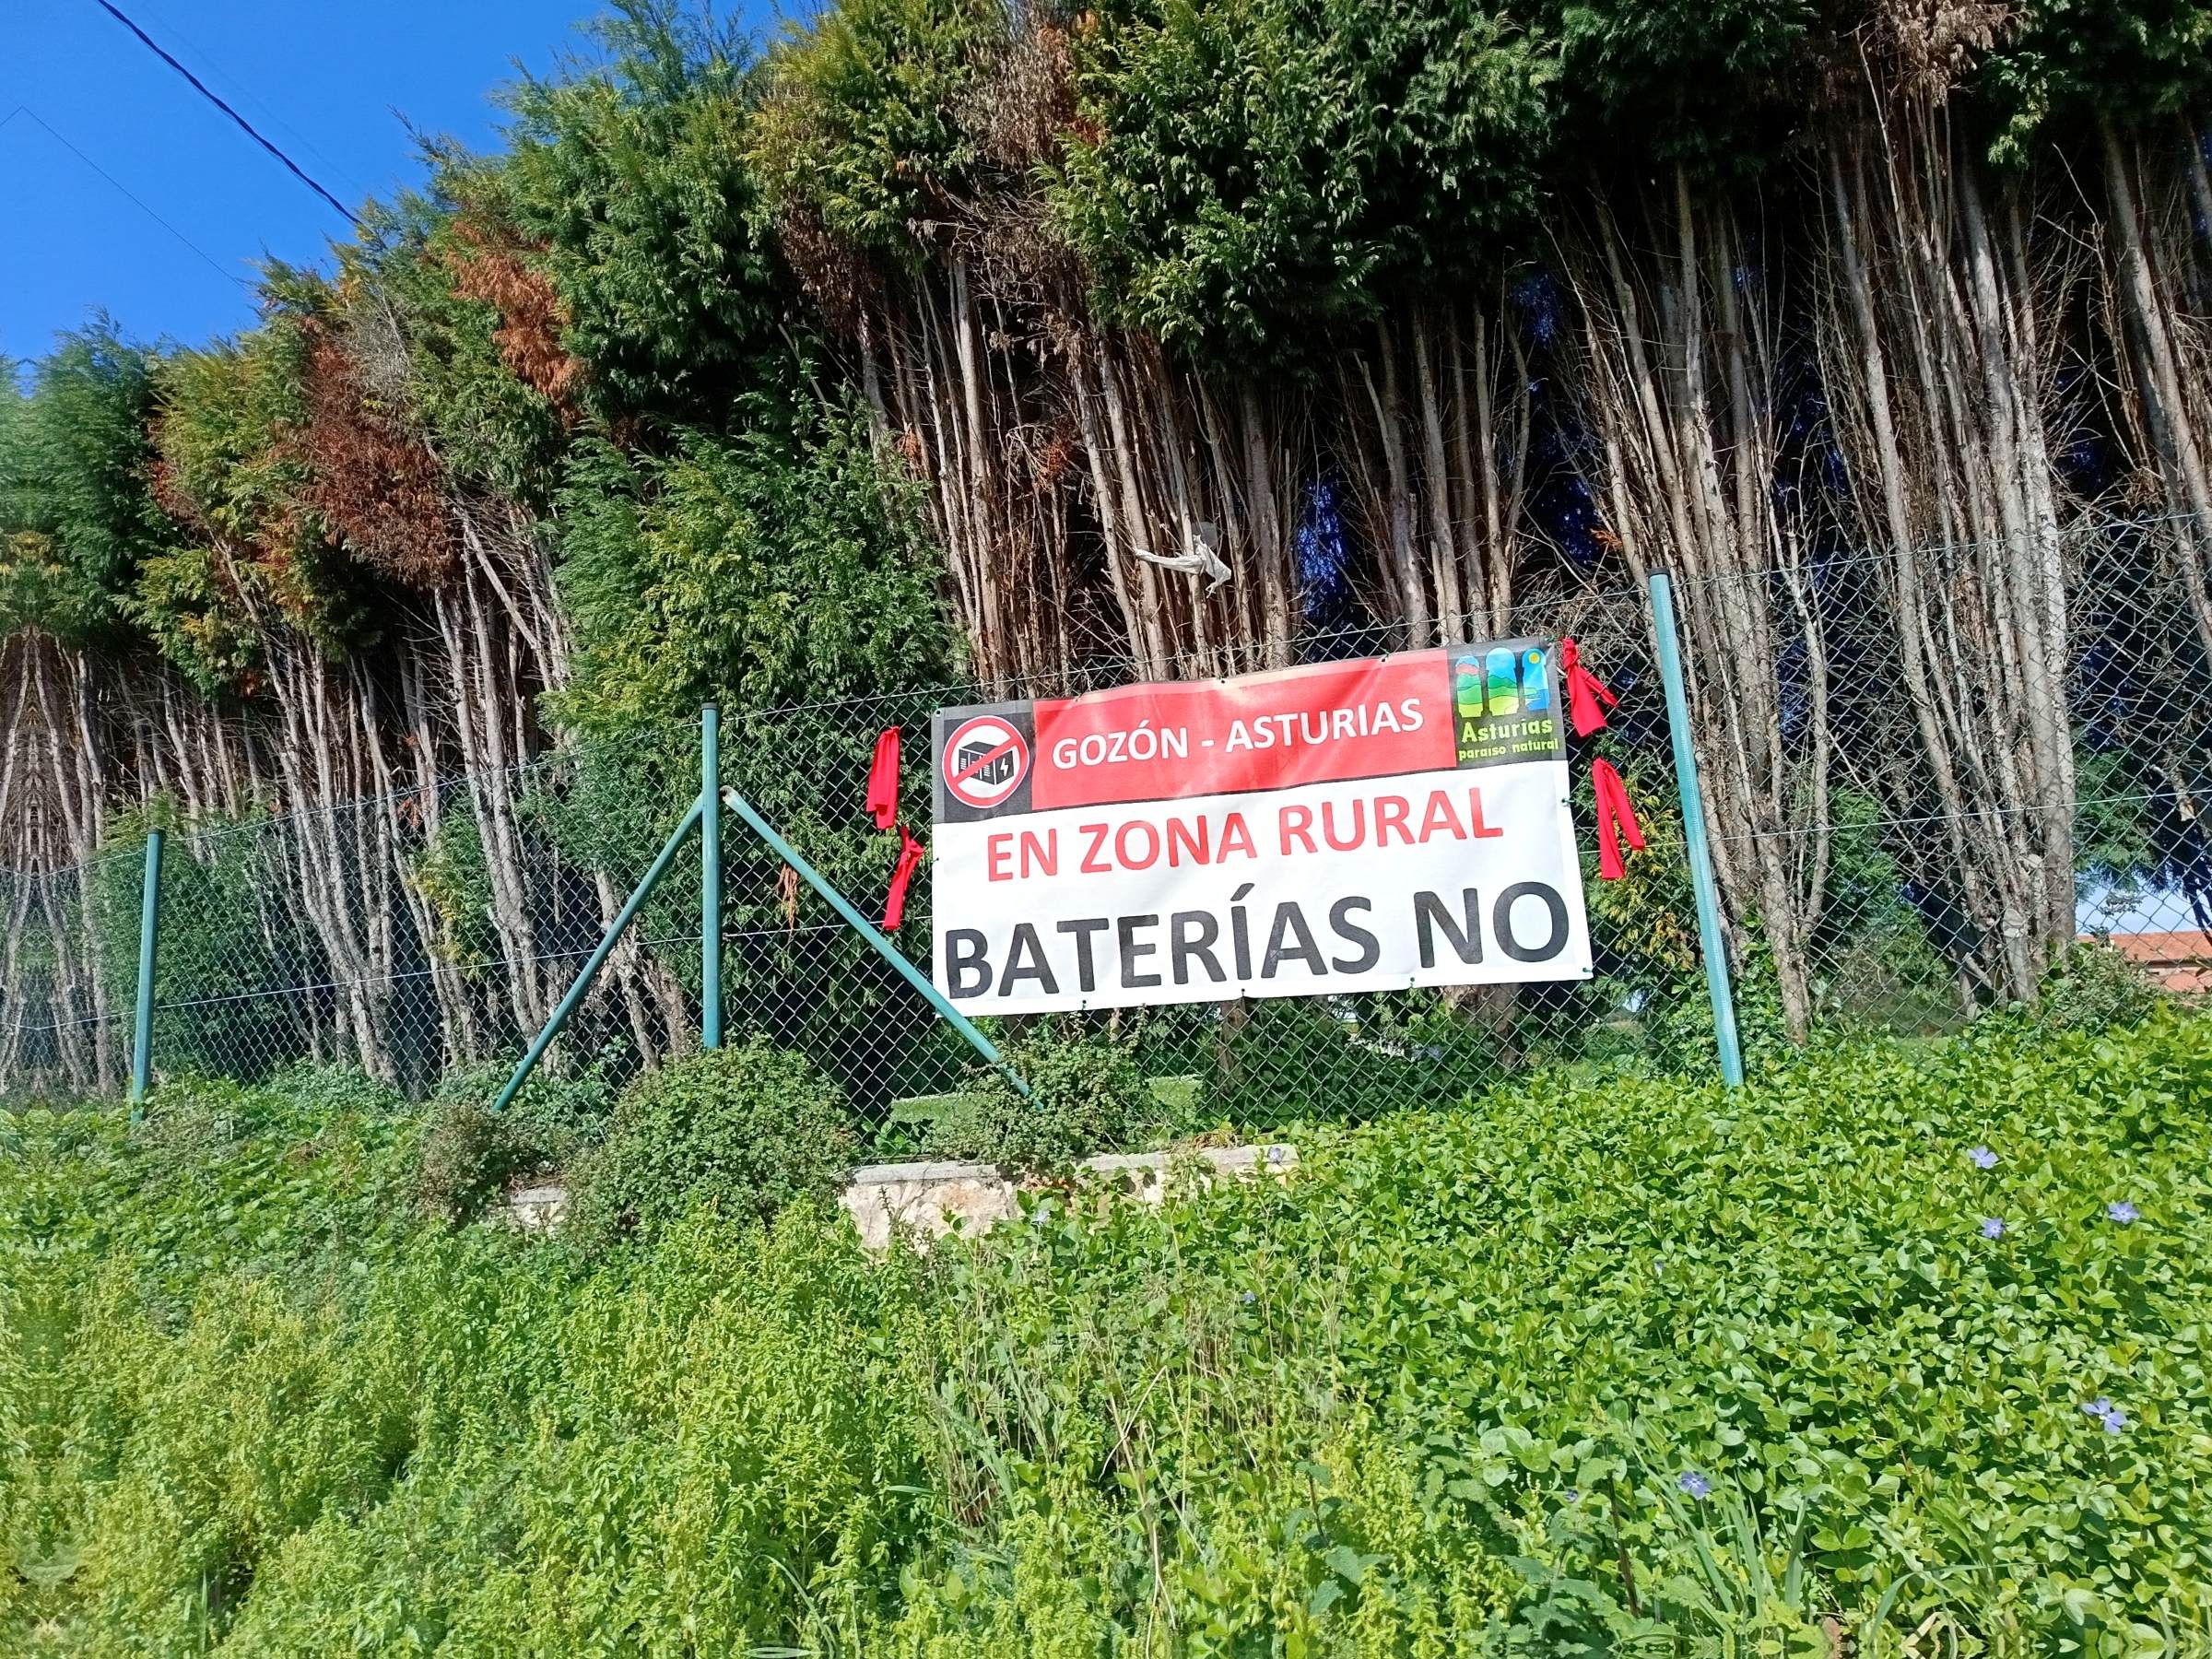 GOZÓN - ASTURIAS
Asturias
paraíso natural
EN ZONA RURAL
BATERÍAS NO